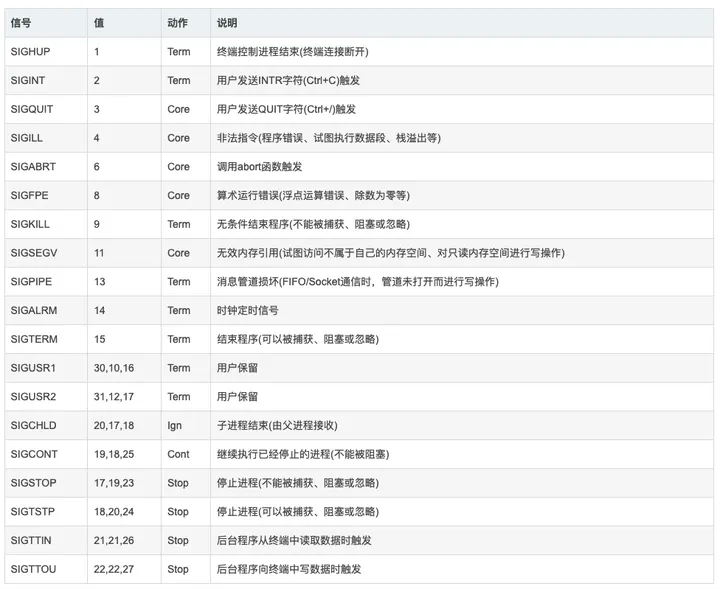 信号 值 动作 说明
SIGHUP 1 Term 终端控制进程结束(终端连接断开)
SIGINT 2 Term 用户发送INTR字符(Ctrl+C)触发
SIGQUIT 3 Core 用户发送QUIT字符(Ctrl+/)触发
SIGILL 4 Core 非法指令(程序错误、试图执行数据段、栈溢出等)
SIGABRT 6 Core 调用abort函数触发
SIGFPE 8 Core 算术运行错误(浮点运算错误、除数为零等)
SIGKILL 9 Term 无条件结束程序(不能被捕获、阻塞或忽略)
SIGSEGV 11 Core 无效内存引用(试图访问不属于自己的内存空间、对只读内存空间进行写操作)
SIGPIPE 13 Term 消息管道损坏(FIFO/Socket通信时，管道未打开而进行写操作)
SIGALRM 14 Term 时钟定时信号
SIGTERM 15 Term 结束程序(可以被捕获、阻塞或忽略)
SIGUSR1 30,10,16 Term 用户保留
SIGUSR2 31,12,17 Term 用户保留
SIGCHLD 20,17,18 Ign 子进程结束(由父进程接收)
SIGCONT 19,18,25 Cont 继续执行已经停止的进程(不能被阻塞)
SIGSTOP 17,19,23 Stop 停止进程(不能被捕获、阻塞或忽略)
SIGTSTP 18,20,24 Stop 停止进程(可以被捕获、阻塞或忽略)
SIGTTIN 21,21,26 Stop 后台程序从终端中读取数据时触发
SIGTTOU 22,22,27 Stop 后台程序向终端中写数据时触发